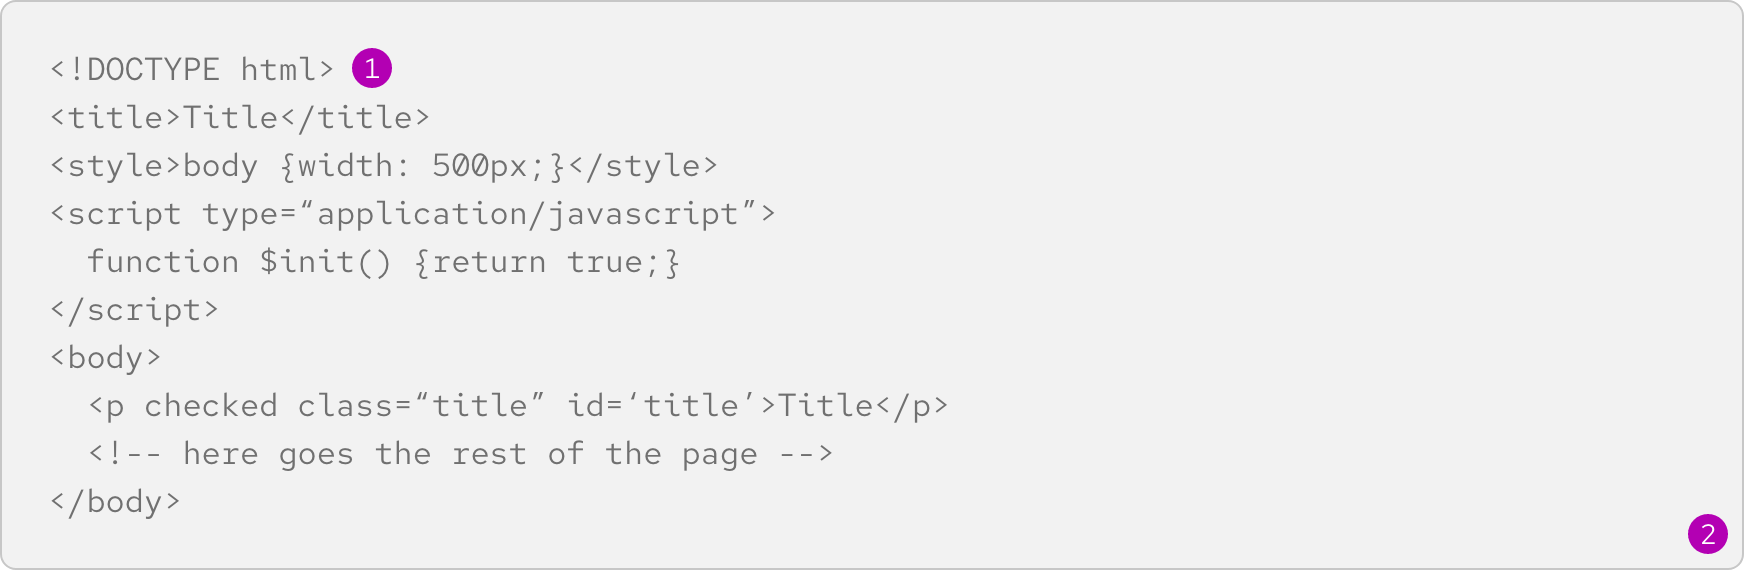 <!DOCTYPE html> 1
<title>Title</title>
<style>body {width: 500px;}</style>
<script type=“application/javascript”>
  function $init() {return true;}
</script>
<body>
  <p checked class=“title” id=‘title’>Title</p>
  <!-- here goes the rest of the page -->
</body>
2